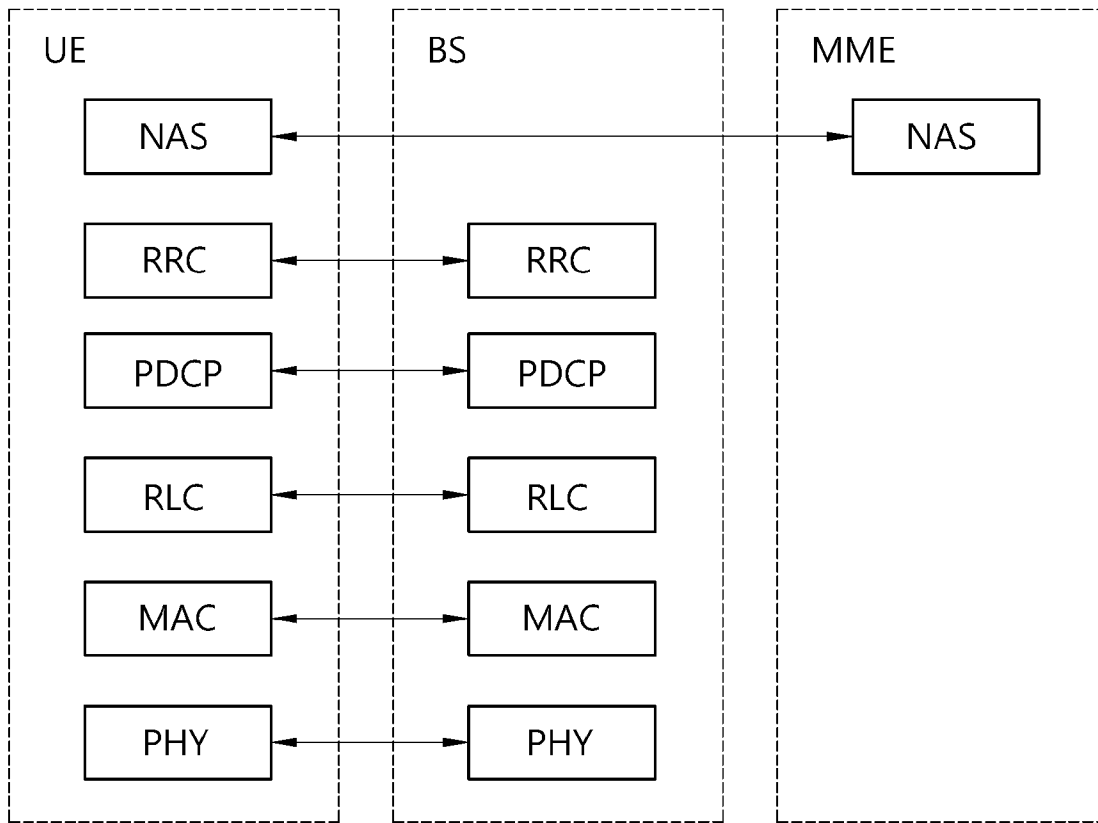 UE BS MME
NAS NAS
RRC RRC
PDCP PDCP
RLC RLC
MAC MAC
PHY PHY